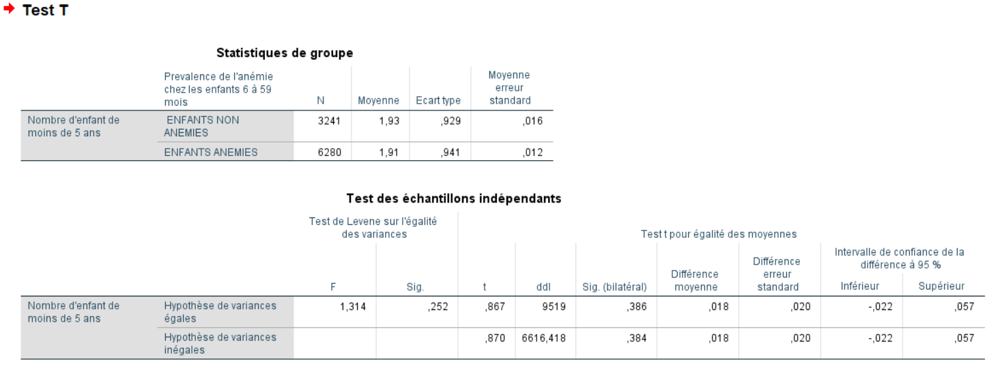 Test T
Statistiques de groupe
Prevalence de l'anémie
chez les enfants 6 à 59
mois
N
Moyenne
Ecart type
Moyenne
erreur
standard
Nombre d'enfant de
moins de 5 ans
ENFANTS NON
ANEMIES
3241
1,93
,929
,016
ENFANTS ANEMIES
6280
1,91
,941
,012
Test des échantillons indépendants
Test de Levene sur l'égalité
des variances
Test t pour égalité des moyennes
F
Sig.
t
ddl
Sig. (bilatéral)
Différence
moyenne
Différence
erreur
standard
Intervalle de confiance de la
différence à 95 %
Inférieur
Supérieur
Nombre d'enfant de
moins de 5 ans
Hypothèse de variances
égales
1,314
,252
,867
9519
,386
,018
,020
-,022
,057
Hypothèse de variances
inégales
,870
6616,418
,384
,018
,020
-,022
,057